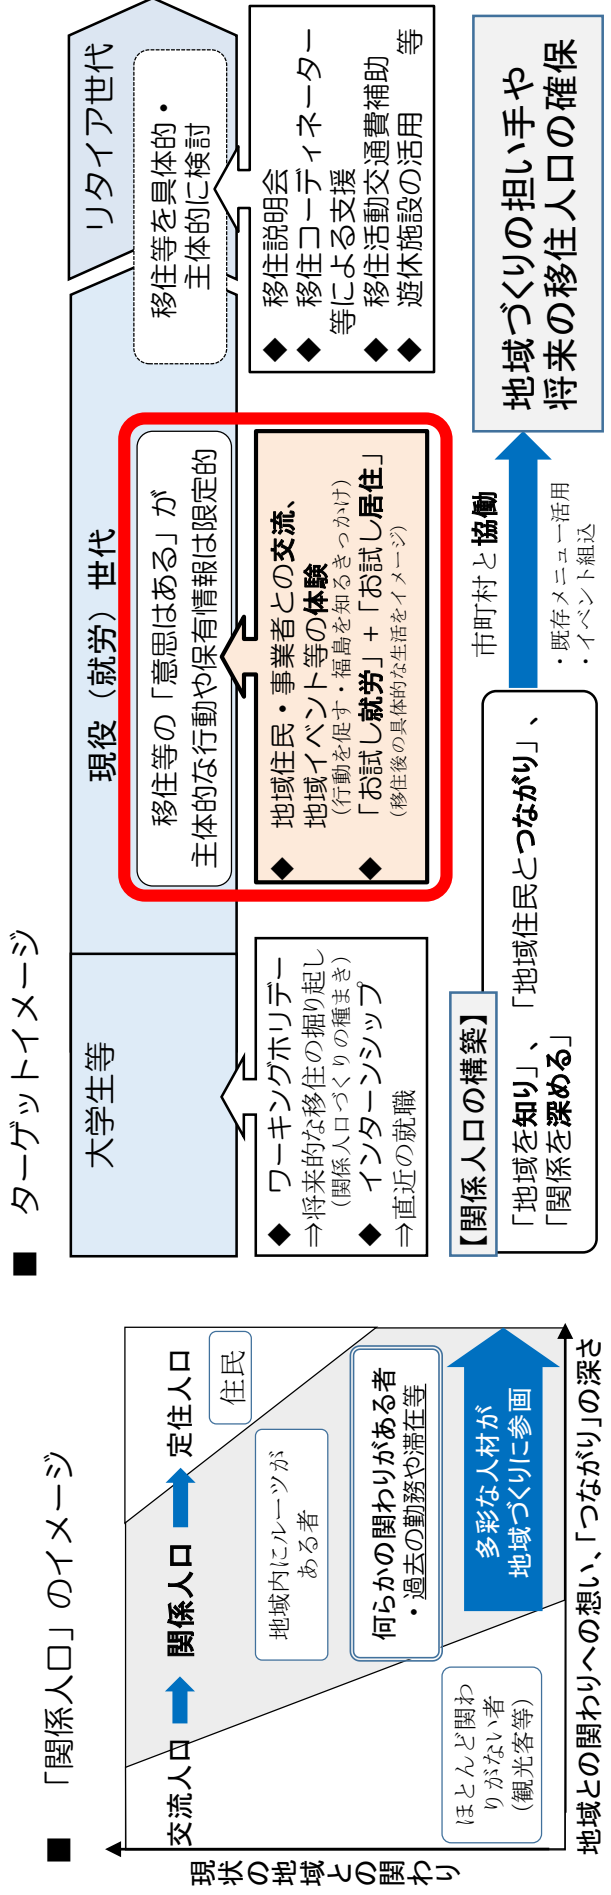 ■ 「関係人口」のイメージ
現状の地域との関わり
交流人口
関係人口
定住人口
住民
地域内にルーツが
ある者
何らかの関わりがある者
・過去の勤務や滞在等
ほとんど関わ
りがない者
（観光客等）
多彩な人材が
地域づくりに参画
地域との関わりへの想い、「つながり」の深さ
■ ターゲットイメージ
大学生等
現役（就労）世代
リタイア世代
移住等の「意思はある」が
主体的な行動や保有情報は限定的
移住等を具体的・
主体的に検討
◆ ワーキングホリデー
⇒将来的な移住の掘り起し
（関係人口づくりの種まき）
◆ インターンシップ
⇒直近の就職
◆ 地域住民・事業者との交流、
地域イベント等の体験
（行動を促す・福島を知るきっかけ）
◆ 「お試し就労」＋「お試し居住」
（移住後の具体的な生活をイメージ）
◆ 移住説明会
◆ 移住コーディネーター
等による支援
◆ 移住活動交通費補助
◆ 遊休施設の活用 等
【関係人口の構築】
「地域を知り」、「地域住民とつながり」、
「関係を深める」
市町村と協働
・既存メニュー活用
・イベント組込
地域づくりの担い手や
将来の移住人口の確保